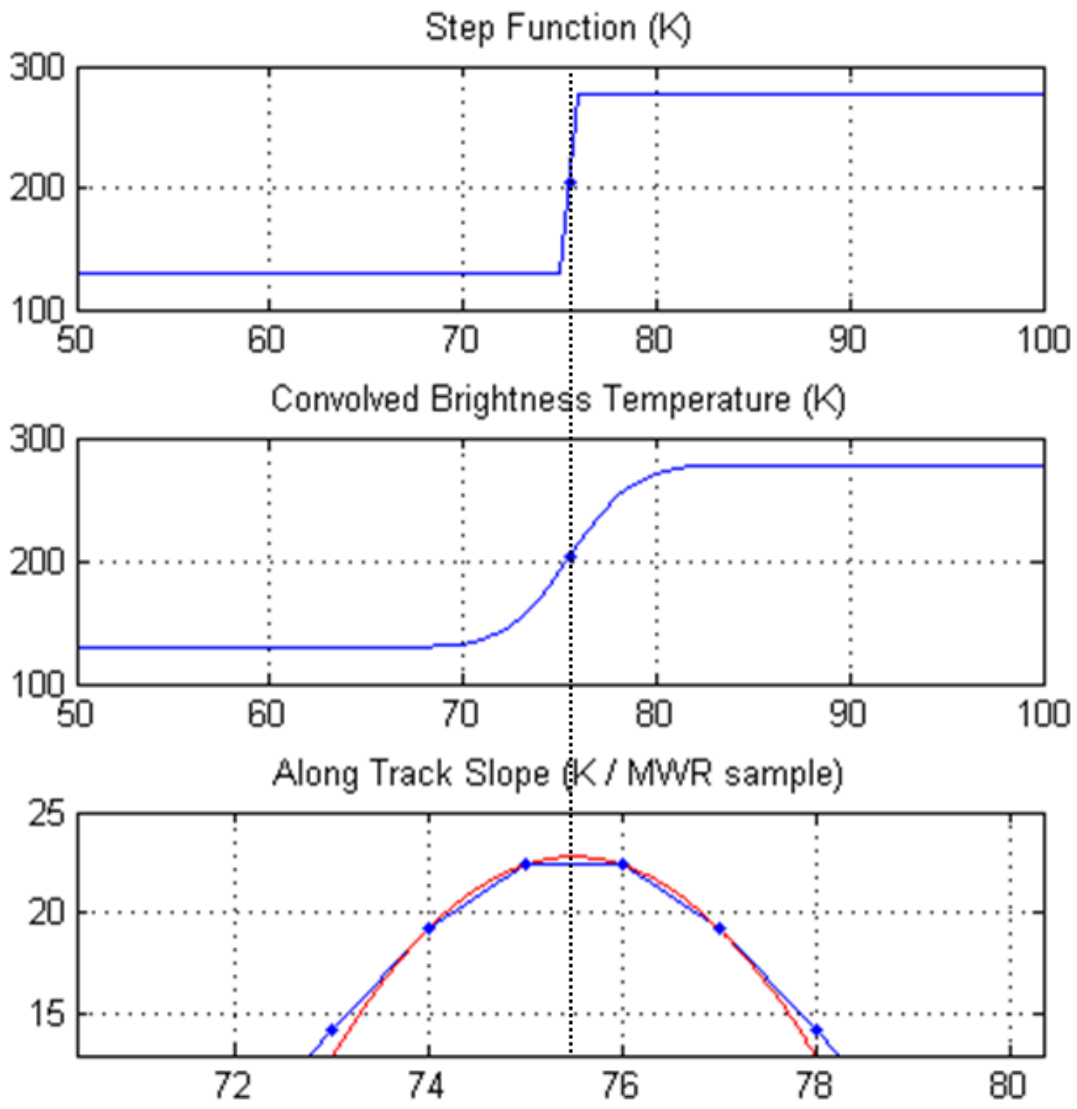 Step Function (K)
300
200
100
50 60 70 80 90 100
Convolved Brightness Temperature (K)
300
200
100
50 60 70 80 90 100
Along Track Slope (K / MWR sample)
25
20
15
72 74 76 78 80